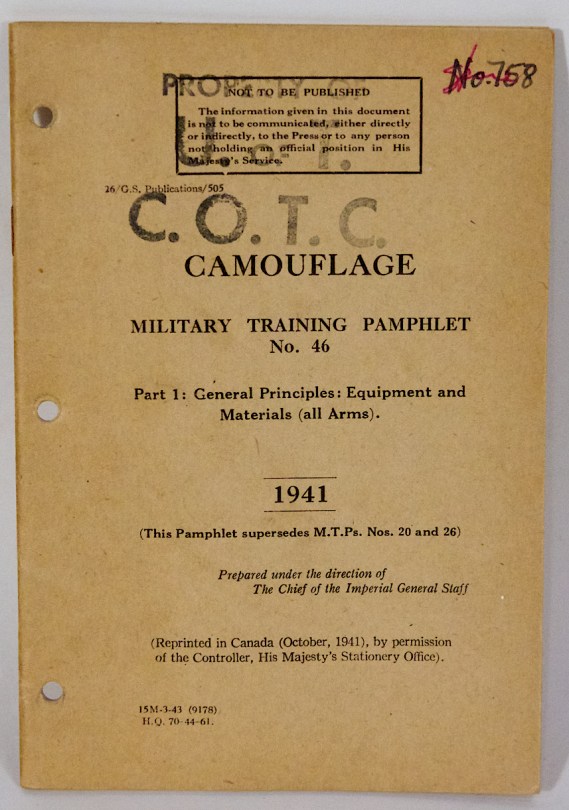 No. 758
PROPERTY OF
NOT TO BE PUBLISHED
The information given in this document
is not to be communicated, either directly
or indirectly, to the Press or to any person
not holding an official position in His
Majesty's Service.
26/G.S. Publications/505
C. O. T. C.
CAMOUFLAGE
MILITARY TRAINING PAMPHLET
No. 46
Part 1: General Principles: Equipment and
Materials (all Arms).
1941
(This Pamphlet supersedes M.T.Ps. Nos. 20 and 26)
Prepared under the direction of
The Chief of the Imperial General Staff
(Reprinted in Canada (October, 1941), by permission
of the Controller, His Majesty's Stationery Office).
15M-3-43 (9178)
H.Q. 70-44-61.